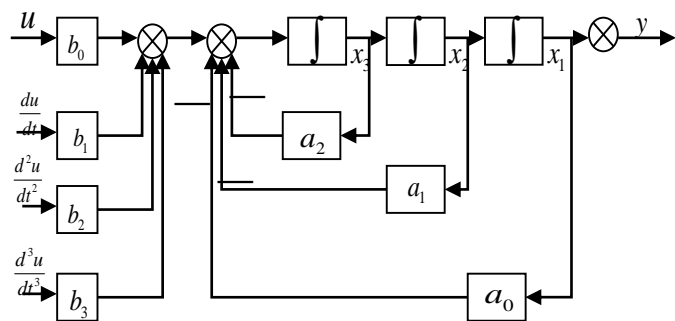 u
b₀
∫
∫
∫
y
x₃
x₂
x₁
du/dt
b₁
a₂
d²u/dt²
b₂
a₁
d³u/dt³
b₃
a₀